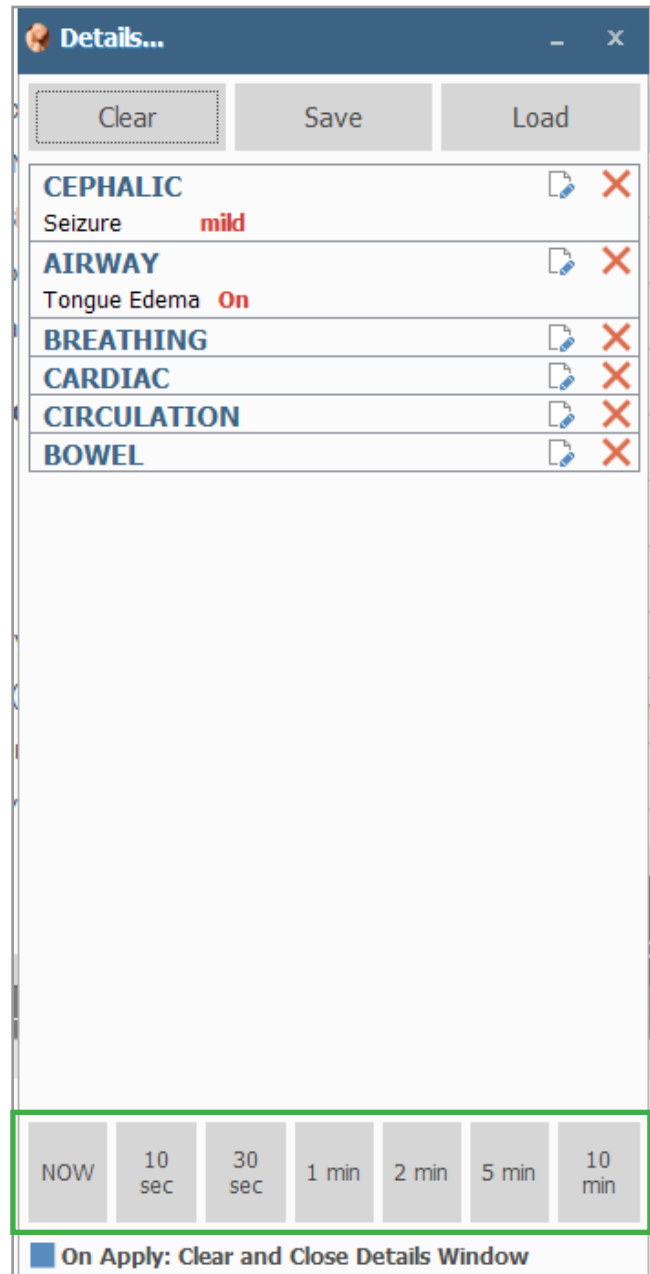 Details...
Clear Save Load
CEPHALIC
Seizure mild
AIRWAY
Tongue Edema On
BREATHING
CARDIAC
CIRCULATION
BOWEL
NOW 10 sec 30 sec 1 min 2 min 5 min 10 min
On Apply: Clear and Close Details Window